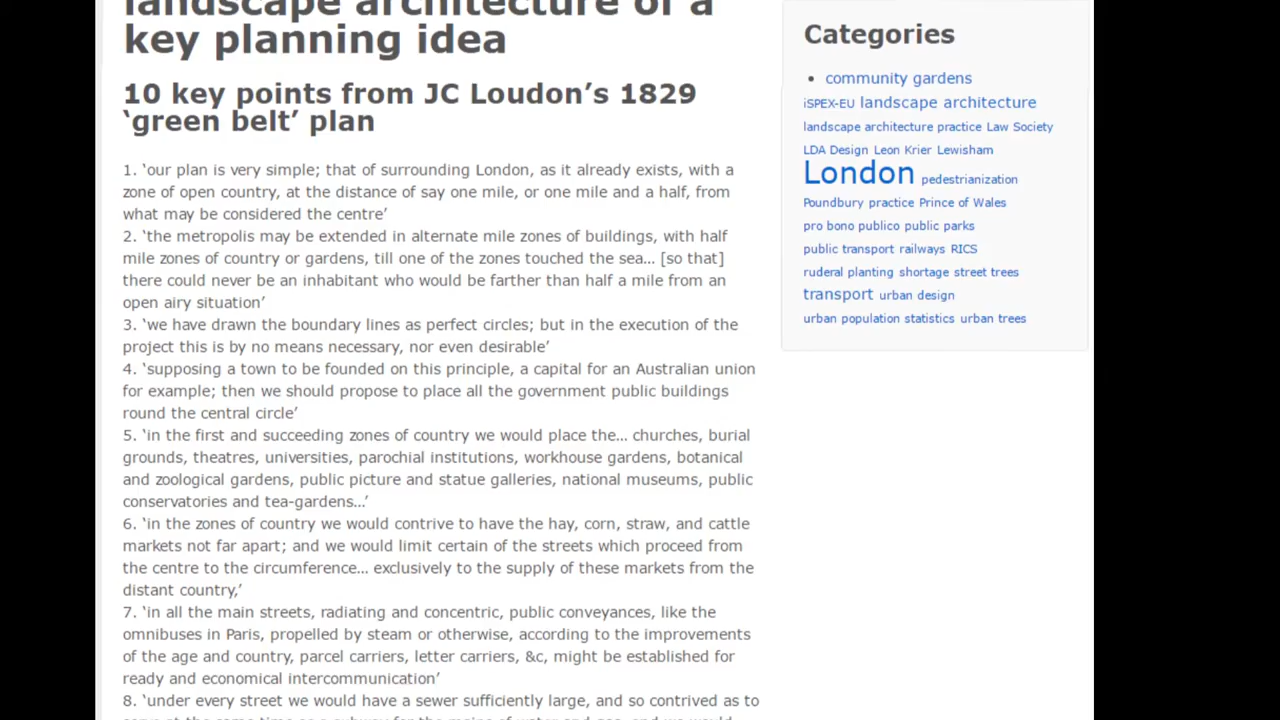 landscape architecture of a
key planning idea
10 key points from JC Loudon’s 1829
‘green belt’ plan
1. ‘our plan is very simple; that of surrounding London, as it already exists, with a
zone of open country, at the distance of say one mile, or one mile and a half, from
what may be considered the centre’
2. ‘the metropolis may be extended in alternate mile zones of buildings, with half
mile zones of country or gardens, till one of the zones touched the sea… [so that]
there could never be an inhabitant who would be farther than half a mile from an
open airy situation’
3. ‘we have drawn the boundary lines as perfect circles; but in the execution of the
project this is by no means necessary, nor even desirable’
4. ‘supposing a town to be founded on this principle, a capital for an Australian union
for example; then we should propose to place all the government public buildings
round the central circle’
5. ‘in the first and succeeding zones of country we would place the… churches, burial
grounds, theatres, universities, parochial institutions, workhouse gardens, botanical
and zoological gardens, public picture and statue galleries, national museums, public
conservatories and tea-gardens…’
6. ‘in the zones of country we would contrive to have the hay, corn, straw, and cattle
markets not far apart; and we would limit certain of the streets which proceed from
the centre to the circumference… exclusively to the supply of these markets from the
distant country,’
7. ‘in all the main streets, radiating and concentric, public conveyances, like the
omnibuses in Paris, propelled by steam or otherwise, according to the improvements
of the age and country, parcel carriers, letter carriers, &c, might be established for
ready and economical intercommunication’
8. ‘under every street we would have a sewer sufficiently large, and so contrived as to
Categories
• community gardens
iSPEX-EU landscape architecture
landscape architecture practice Law Society
LDA Design Leon Krier Lewisham
London pedestrianization
Poundbury practice Prince of Wales
pro bono publico public parks
public transport railways RICS
ruderal planting shortage street trees
transport urban design
urban population statistics urban trees